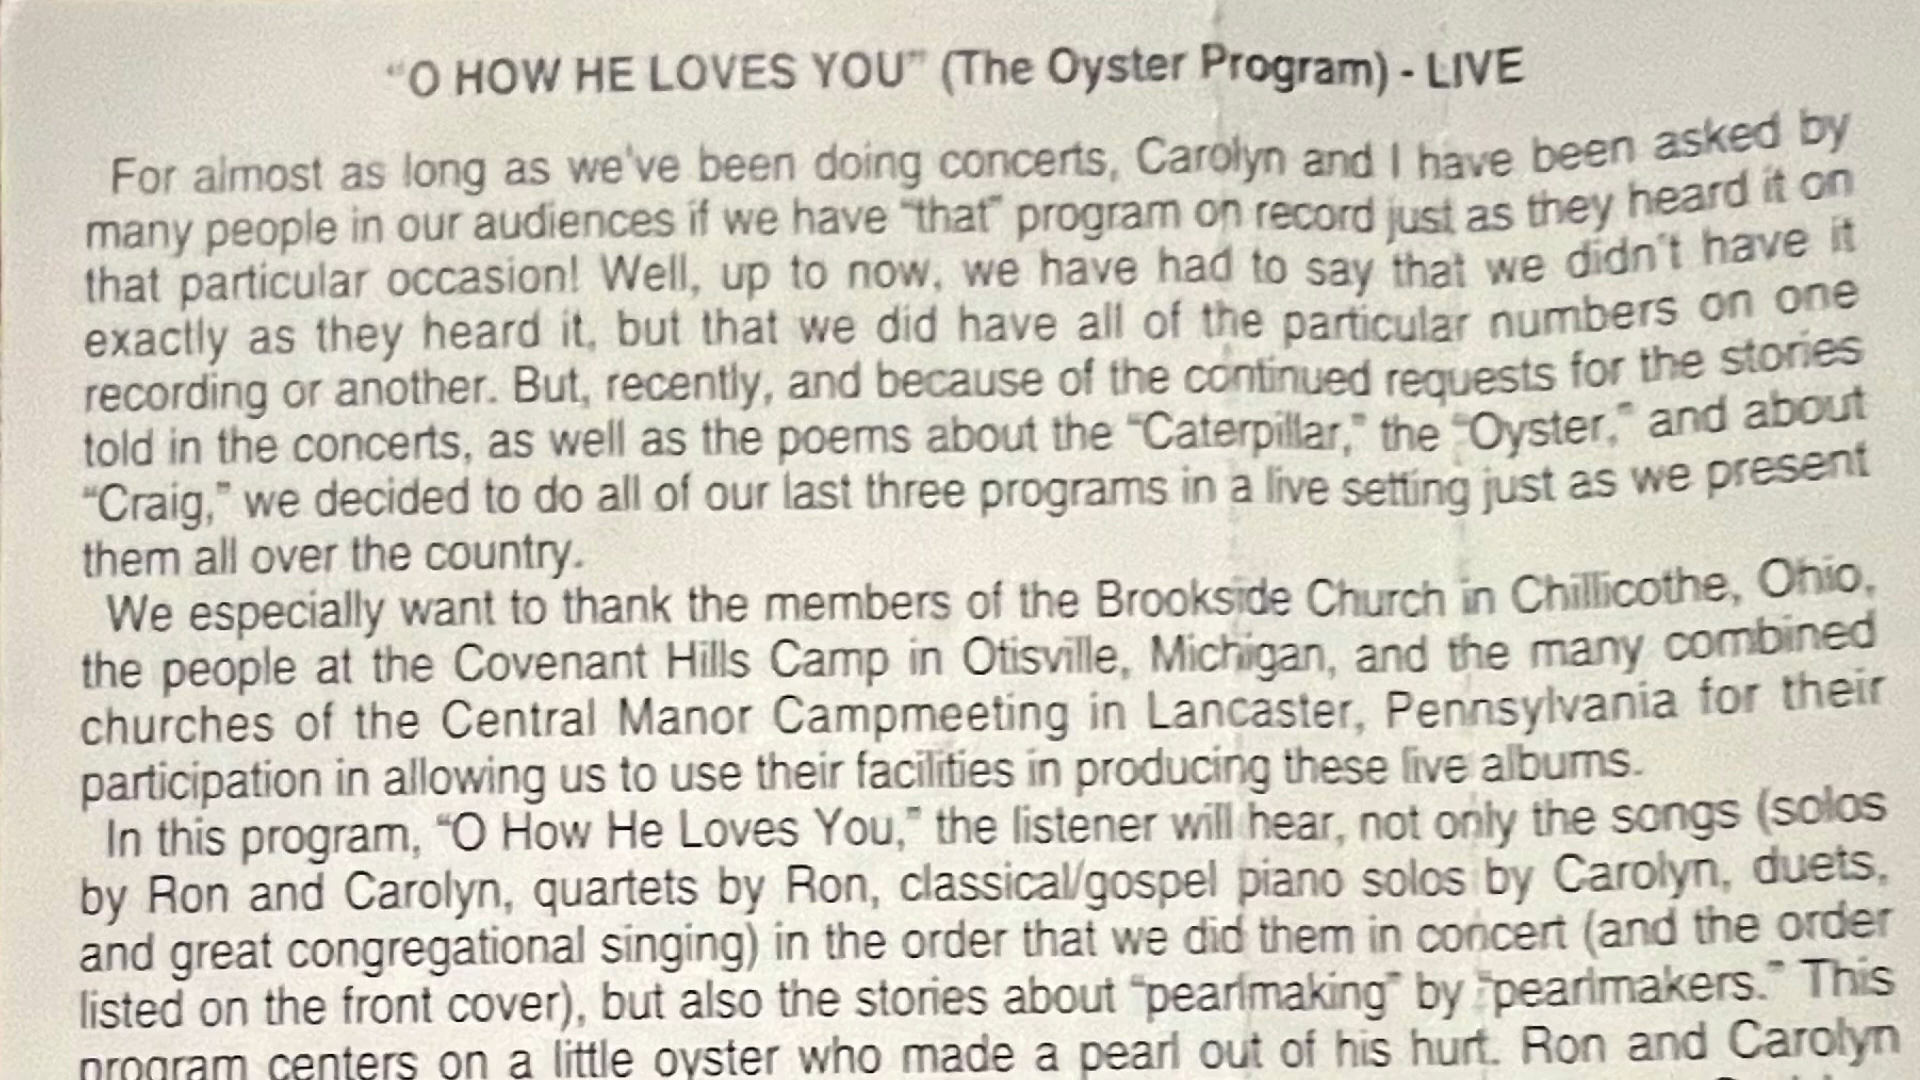 "O HOW HE LOVES YOU" (The Oyster Program) - LIVE
For almost as long as we've been doing concerts, Carolyn and I have been asked by
many people in our audiences if we have "that" program on record just as they heard it on
that particular occasion! Well, up to now, we have had to say that we didn't have it
exactly as they heard it, but that we did have all of the particular numbers on one
recording or another. But, recently, and because of the continued requests for the stories
told in the concerts, as well as the poems about the "Caterpillar," the "Oyster," and about
"Craig," we decided to do all of our last three programs in a live setting just as we present
them all over the country.
We especially want to thank the members of the Brookside Church in Chillicothe, Ohio,
the people at the Covenant Hills Camp in Otisville, Michigan, and the many combined
churches of the Central Manor Campmeeting in Lancaster, Pennsylvania for their
participation in allowing us to use their facilities in producing these live albums.
In this program, "O How He Loves You," the listener will hear, not only the songs (solos
by Ron and Carolyn, quartets by Ron, classical/gospel piano solos by Carolyn, duets,
and great congregational singing) in the order that we did them in concert (and the order
listed on the front cover), but also the stories about "pearlmaking" by "pearlmakers." This
program centers on a little oyster who made a pearl out of his hurt. Ron and Carolyn